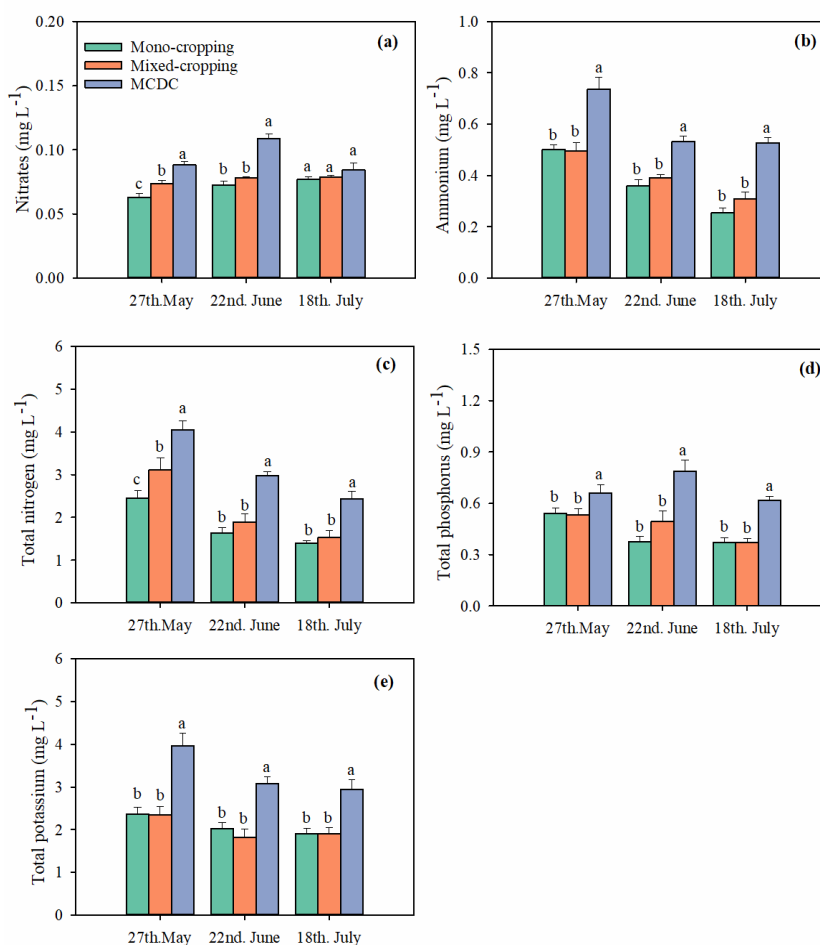 (a)
Mono-cropping
Mixed-cropping
MCDC
Nitrates (mg L-1)
0.20
0.15
0.10
0.05
0.00
c b a
b b a
a a a
27th.May 22nd. June 18th. July
(b)
Ammonium (mg L-1)
1.0
0.8
0.6
0.4
0.2
0.0
b b a
b b a
b b a
27th.May 22nd. June 18th. July
(c)
Total nitrogen (mg L-1)
6
5
4
3
2
1
0
c b a
b b a
b b a
27th.May 22nd. June 18th. July
(d)
Total phosphorus (mg L-1)
1.5
1.2
0.9
0.6
0.3
0.0
b b a
b b a
b b a
27th.May 22nd. June 18th. July
(e)
Total potassium (mg L-1)
6
5
4
3
2
1
0
b b a
b b a
b b a
27th.May 22nd. June 18th. July